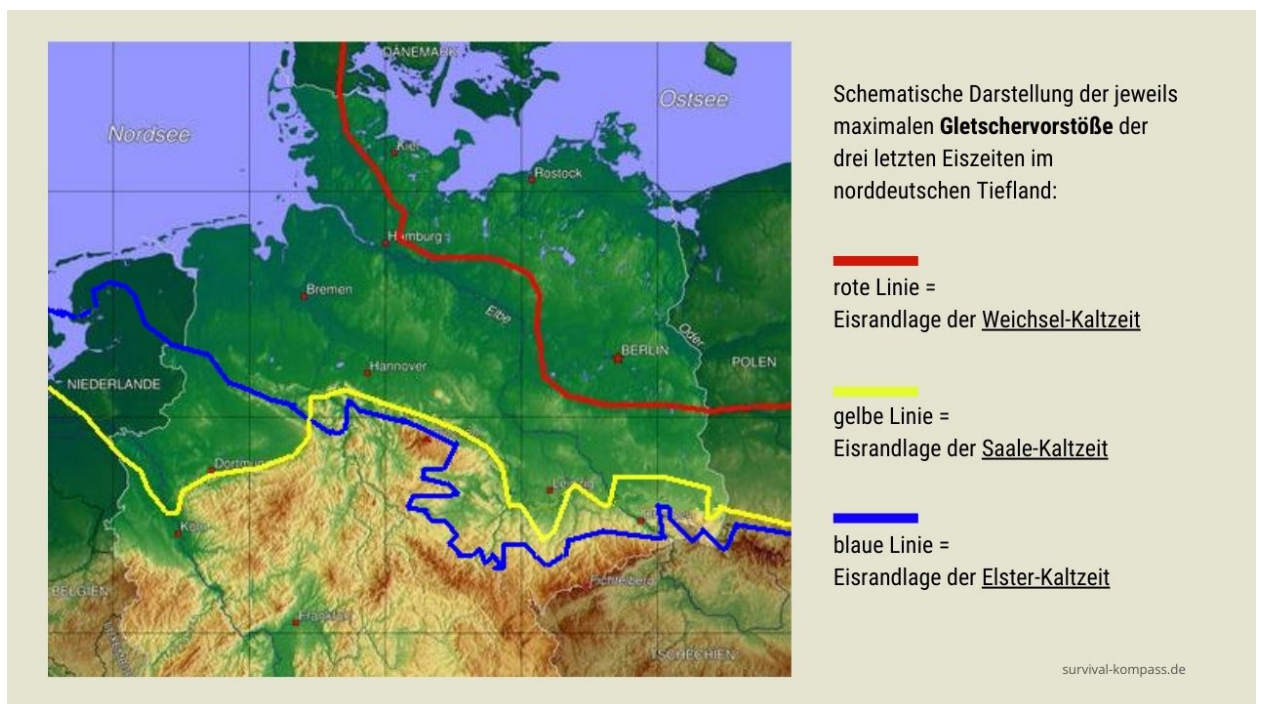 DÄNEMARK
Ostsee
Nordsee
Kiel
Rostock
Hamburg
Bremen
Elbe
Oder
BERLIN
POLEN
Hannover
NIEDERLANDE
Dortmund
Leipzig
Köln
Fichtelberg
BELGIEN
Frankfurt
TSCHECHIEN
Schematische Darstellung der jeweils
maximalen Gletschervorstöße der
drei letzten Eiszeiten im
norddeutschen Tiefland:
rote Linie =
Eisrandlage der Weichsel-Kaltzeit
gelbe Linie =
Eisrandlage der Saale-Kaltzeit
blaue Linie =
Eisrandlage der Elster-Kaltzeit
survival-kompass.de